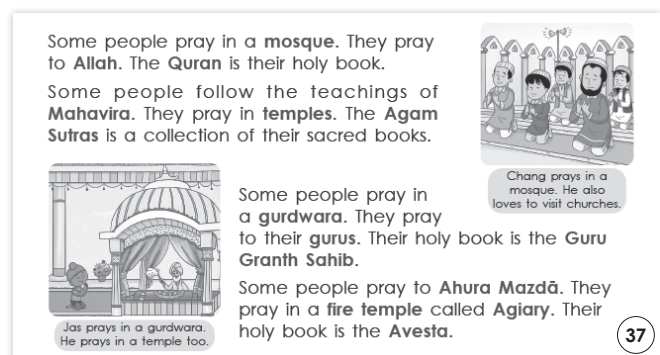 Some people pray in a mosque. They pray
to Allah. The Quran is their holy book.
Some people follow the teachings of
Mahavira. They pray in temples. The Agam
Sutras is a collection of their sacred books.
Chang prays in a
mosque. He also
loves to visit churches.
Some people pray in
a gurdwara. They pray
to their gurus. Their holy book is the Guru
Granth Sahib.
Some people pray to Ahura Mazdā. They
pray in a fire temple called Agiary. Their
holy book is the Avesta.
Jas prays in a gurdwara.
He prays in a temple too.
37